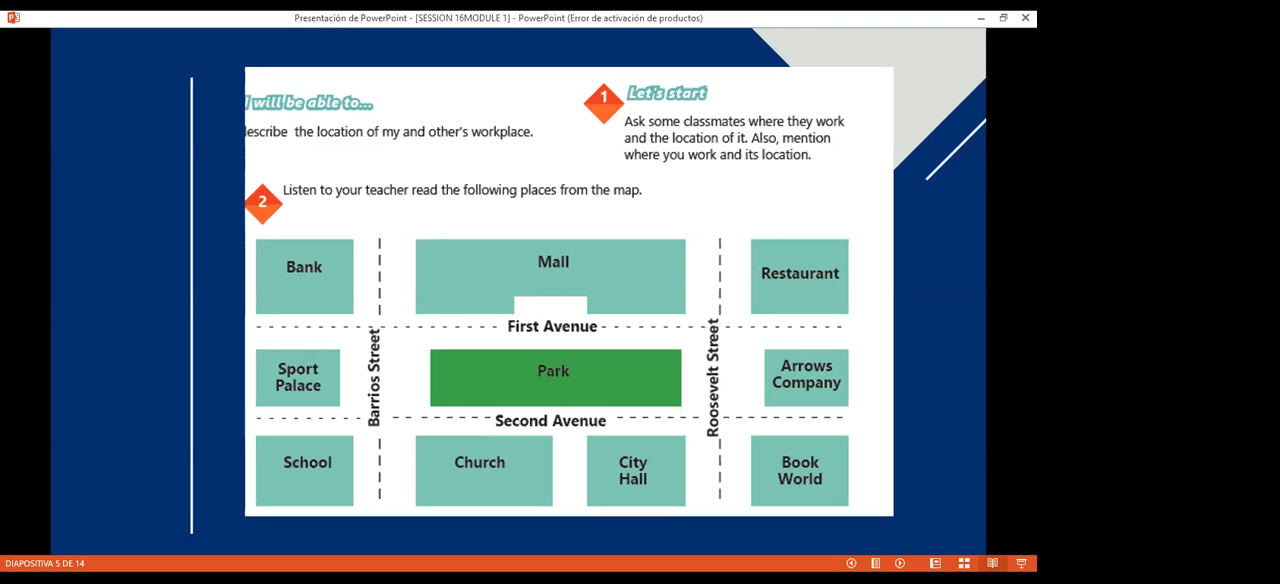 Presentación de PowerPoint - [SESSION 16MODULE 1] - PowerPoint (Error de activación de productos)
I will be able to...
describe the location of my and other's workplace.
1
Let's start
Ask some classmates where they work
and the location of it. Also, mention
where you work and its location.
2
Listen to your teacher read the following places from the map.
Bank
Mall
Restaurant
First Avenue
Barrios Street
Roosevelt Street
Sport
Palace
Park
Arrows
Company
Second Avenue
School
Church
City
Hall
Book
World
DIAPOSITIVA 5 DE 14